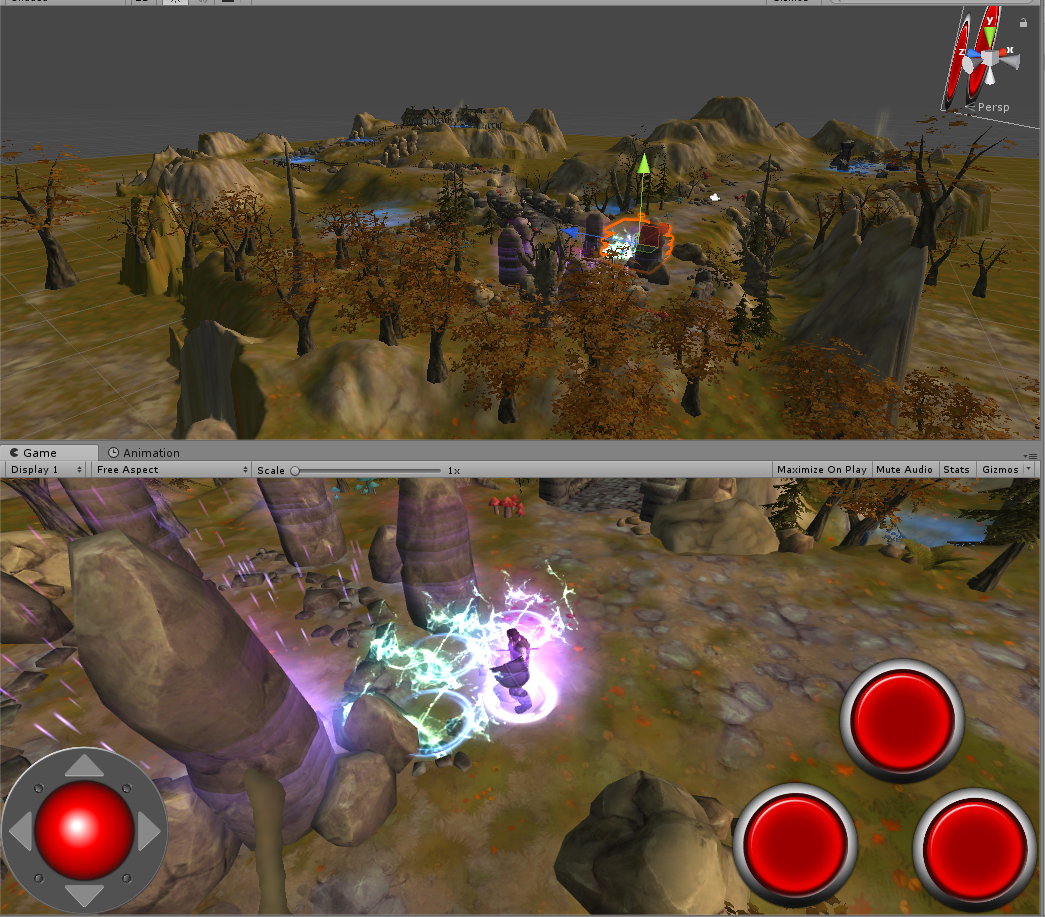 y
z x
Persp
Game Animation
Display 1 Free Aspect Scale 1x Maximize On Play Mute Audio Stats Gizmos